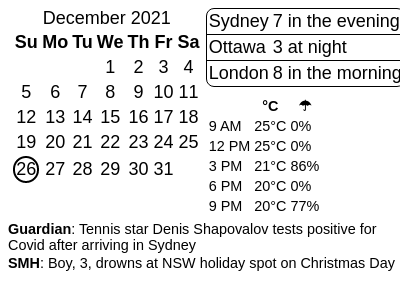 December 2021
Su Mo Tu We Th Fr Sa
1 2 3 4
5 6 7 8 9 10 11
12 13 14 15 16 17 18
19 20 21 22 23 24 25
26 27 28 29 30 31
Sydney 7 in the evening
Ottawa 3 at night
London 8 in the morning
°C ☂
9 AM 25°C 0%
12 PM 25°C 0%
3 PM 21°C 86%
6 PM 20°C 0%
9 PM 20°C 77%
Guardian: Tennis star Denis Shapovalov tests positive for
Covid after arriving in Sydney
SMH: Boy, 3, drowns at NSW holiday spot on Christmas Day